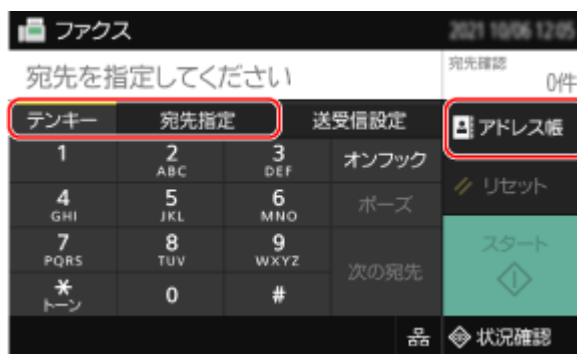 ファクス
2021 10/06 12:05
宛先を指定してください
宛先確認
0件
テンキー 宛先指定 送受信設定
アドレス帳
1 2 3 オンフック
ABC DEF
リセット
4 5 6 ポーズ
GHI JKL MNO
7 8 9 次の宛先
PQRS TUV WXYZ
スタート
* 0 #
トーン
状況確認